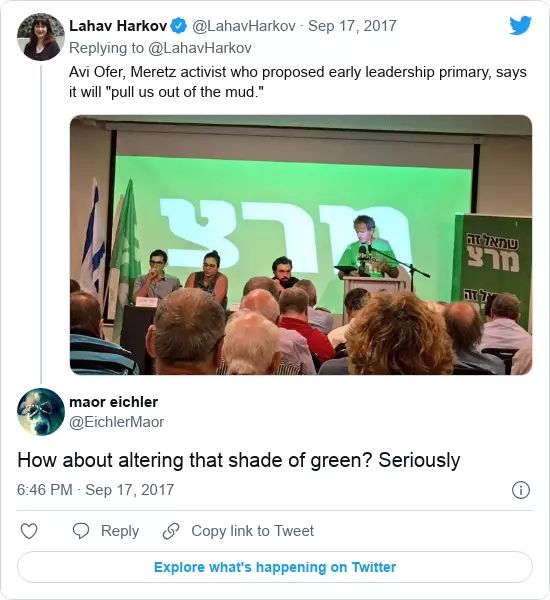 Lahav Harkov @LahavHarkov · Sep 17, 2017
Replying to @LahavHarkov
Avi Ofer, Meretz activist who proposed early leadership primary, says
it will "pull us out of the mud."
מרצ
שמאל זה
מרצ
שמאל זה
maor eichler
@EichlerMaor
How about altering that shade of green? Seriously
6:46 PM · Sep 17, 2017
Reply
Copy link to Tweet
Explore what's happening on Twitter